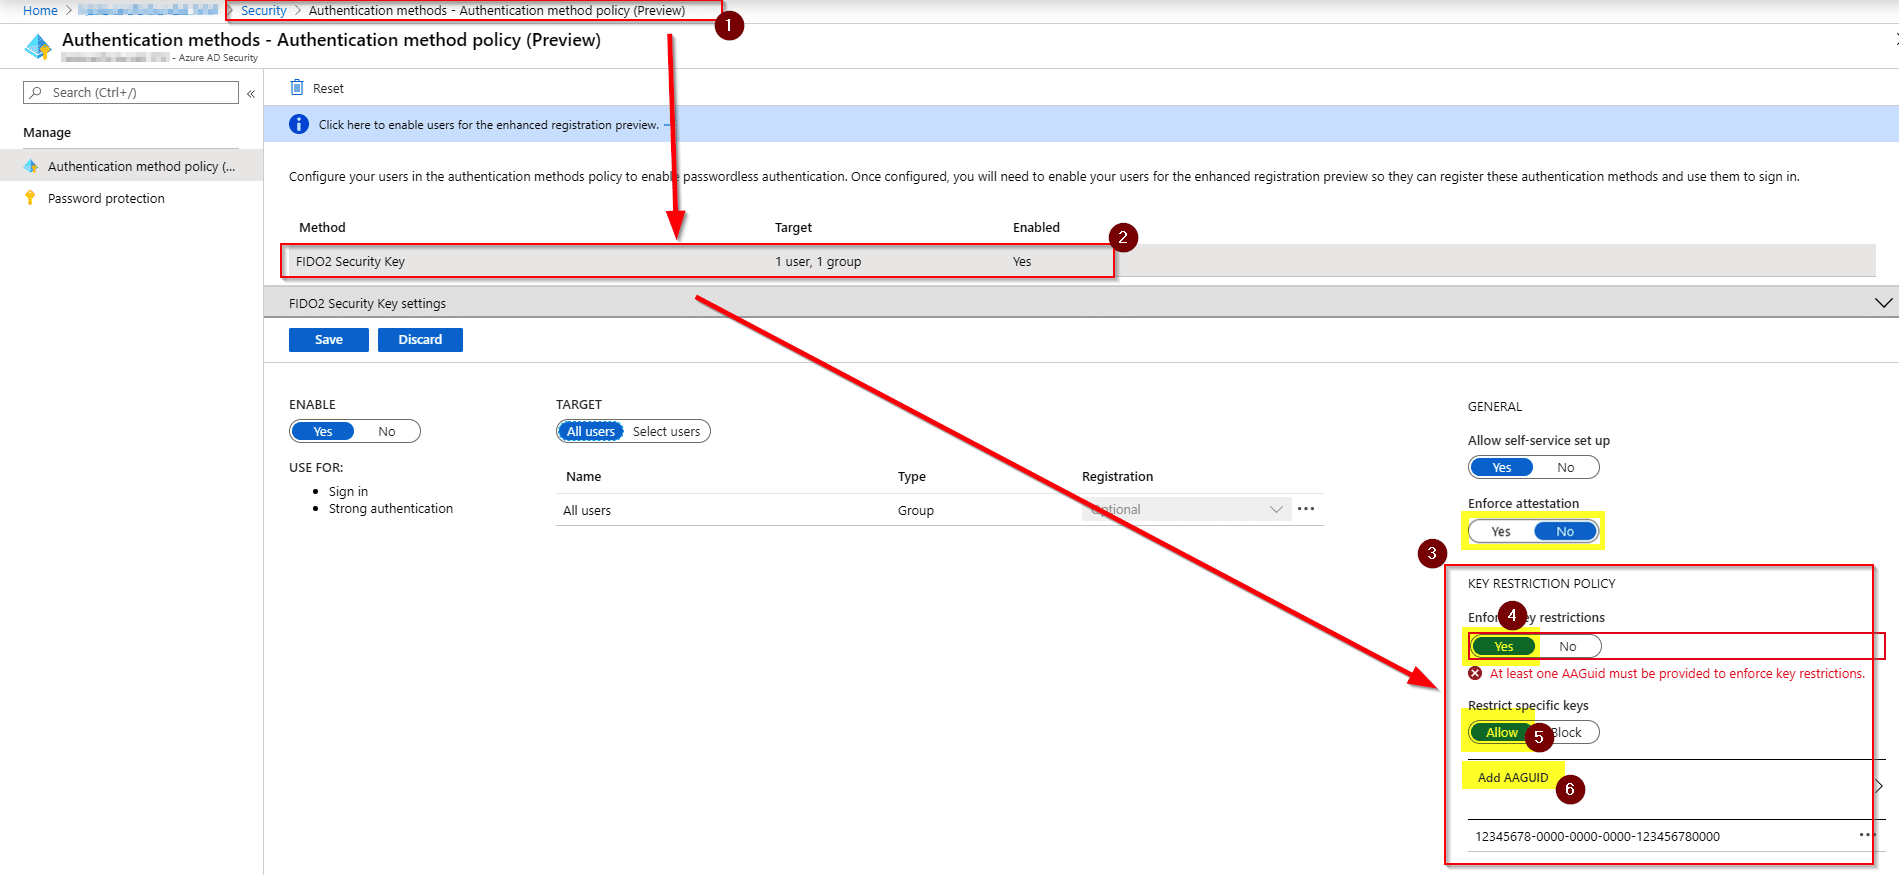 Home > Security > Authentication methods - Authentication method policy (Preview)
1
Authentication methods - Authentication method policy (Preview)
- Azure AD Security
Search (Ctrl+/)
«
Reset
Click here to enable users for the enhanced registration preview.
Manage
Authentication method policy (...
Password protection
Configure your users in the authentication methods policy to enable passwordless authentication. Once configured, you will need to enable your users for the enhanced registration preview so they can register these authentication methods and use them to sign in.
Method Target Enabled
2
FIDO2 Security Key 1 user, 1 group Yes
FIDO2 Security Key settings
Save Discard
ENABLE
Yes No
USE FOR:
• Sign in
• Strong authentication
TARGET
All users Select users
Name Type Registration
All users Group Optional ...
GENERAL
Allow self-service set up
Yes No
Enforce attestation
Yes No
3
KEY RESTRICTION POLICY
4
Enforce key restrictions
Yes No
At least one AAGuid must be provided to enforce key restrictions.
Restrict specific keys
Allow Block
5
Add AAGUID
6
12345678-0000-0000-0000-123456780000 ...